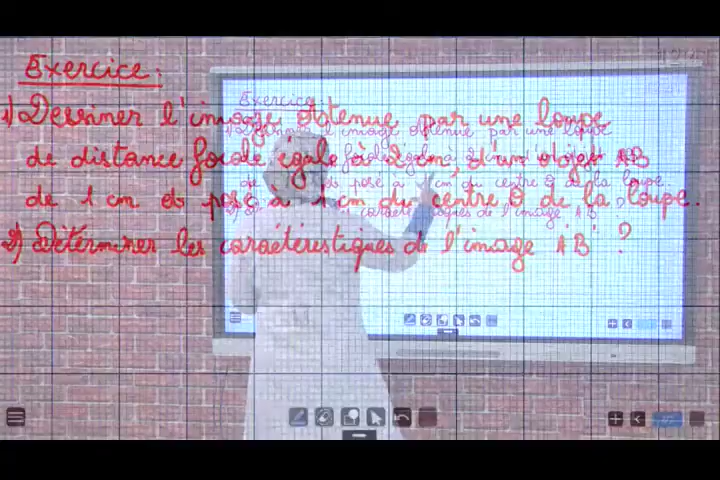 Exercice :
1) Dessiner l'image obtenue par une loupe
de distance focale égale à 2 cm, d'un objet AB
de 1 cm et posé à 1 cm du centre O de la loupe.
2) Déterminer les caractéristiques de l'image A'B' ?